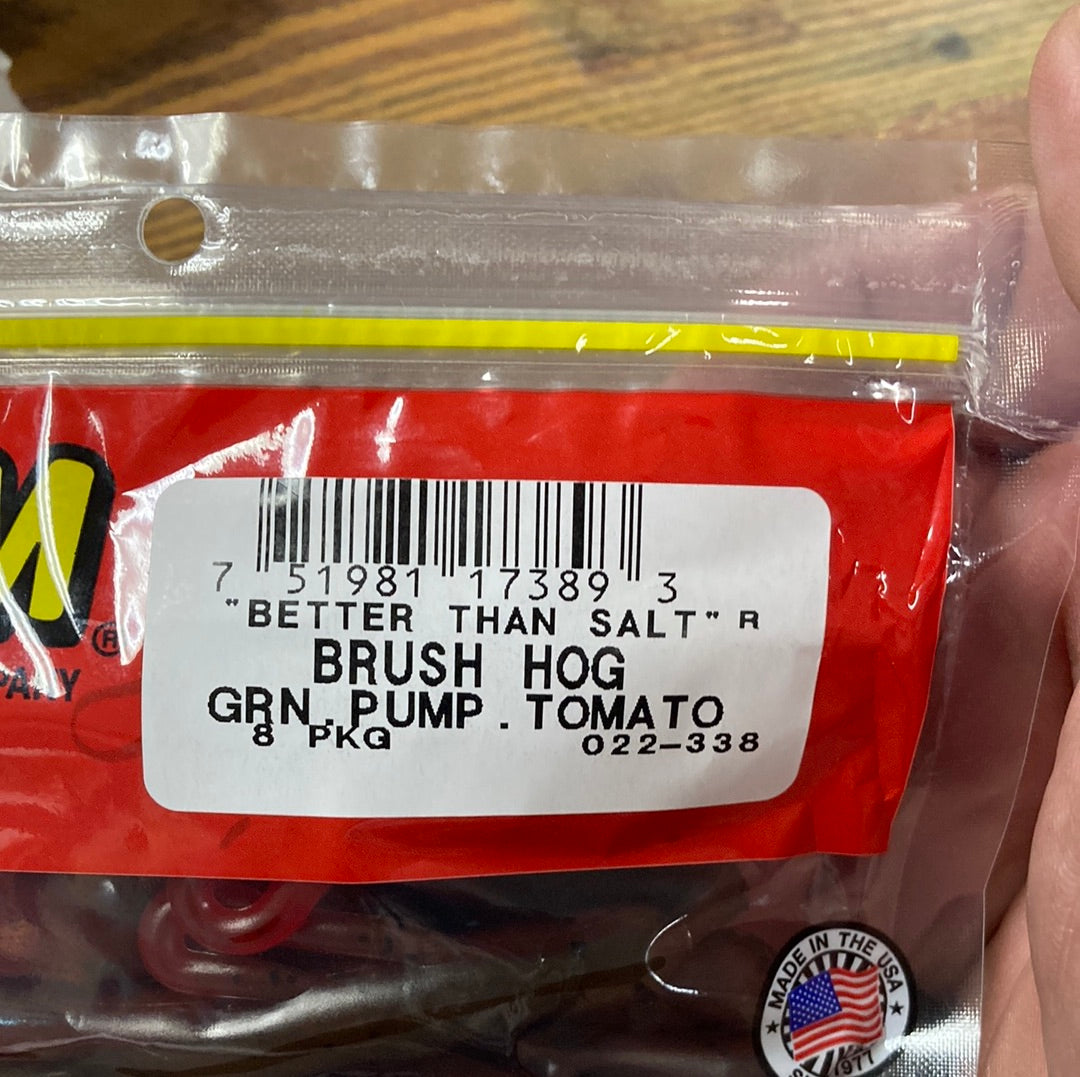 ®
7 51981 17389 3
"BETTER THAN SALT" R
BRUSH HOG
GRN. PUMP. TOMATO
8 PKG 022-338
MADE IN THE USA
1977